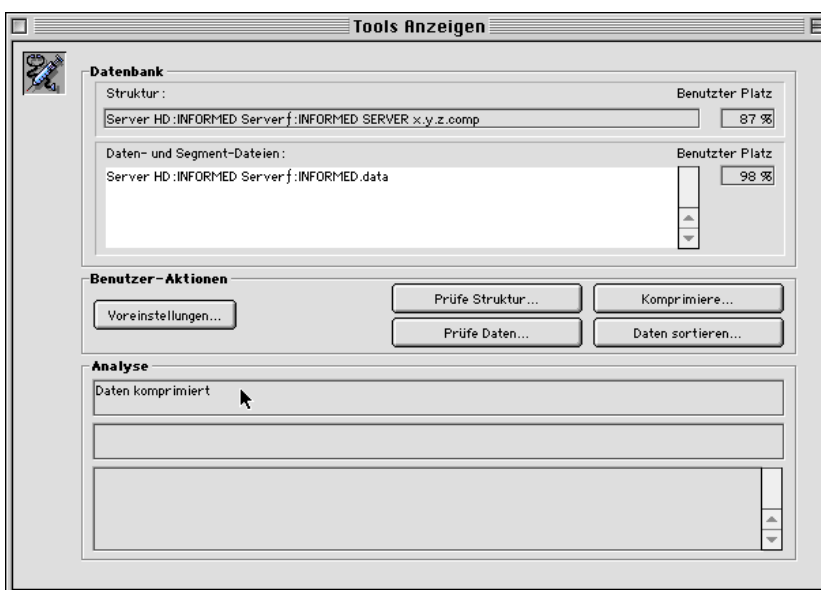 Tools Anzeigen
Datenbank
Struktur: Benutzter Platz
Server HD:INFORMED Serverƒ:INFORMED SERVER x.y.z.comp 87 %
Daten- und Segment-Dateien: Benutzter Platz
Server HD:INFORMED Serverƒ:INFORMED.data 98 %
Benutzer-Aktionen
Voreinstellungen... Prüfe Struktur... Komprimiere...
Prüfe Daten... Daten sortieren...
Analyse
Daten komprimiert